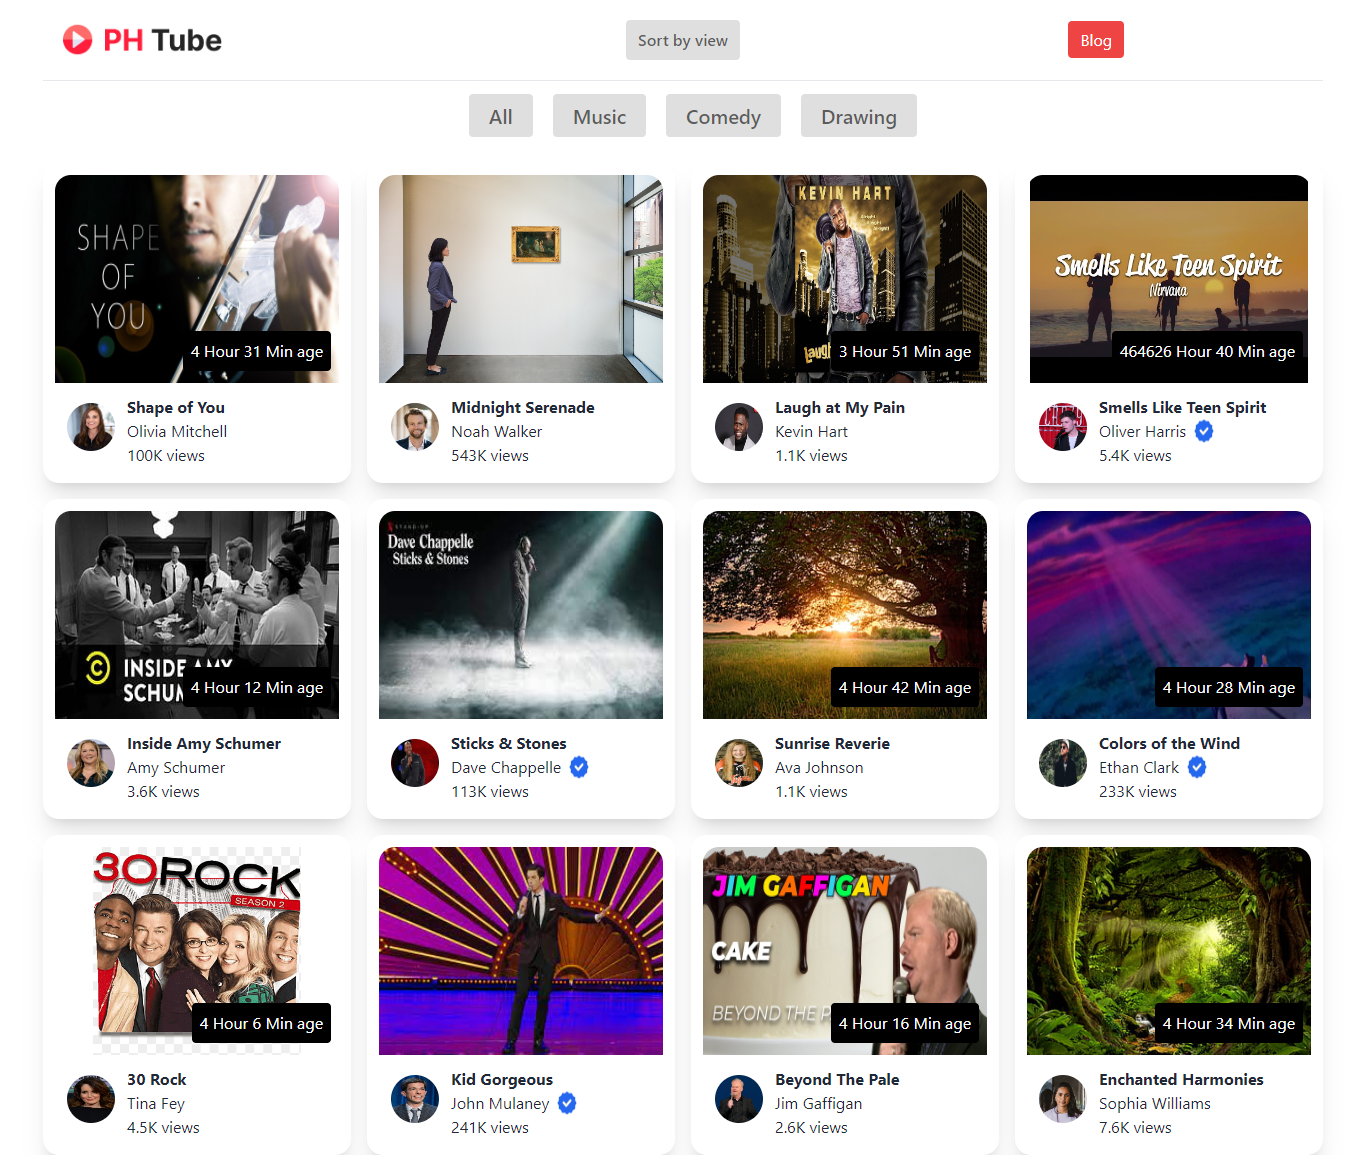 PH Tube
Sort by view
Blog
All
Music
Comedy
Drawing
SHAPE
OF
YOU
4 Hour 31 Min age
Shape of You
Olivia Mitchell
100K views
Midnight Serenade
Noah Walker
543K views
KEVIN HART
3 Hour 51 Min age
Laugh at My Pain
Kevin Hart
1.1K views
Smells Like Teen Spirit
Nirvana
464626 Hour 40 Min age
Smells Like Teen Spirit
Oliver Harris
5.4K views
INSIDE AMY
SCHUM
4 Hour 12 Min age
Inside Amy Schumer
Amy Schumer
3.6K views
STAND-UP
Dave Chappelle
Sticks & Stones
Sticks & Stones
Dave Chappelle
113K views
4 Hour 42 Min age
Sunrise Reverie
Ava Johnson
1.1K views
4 Hour 28 Min age
Colors of the Wind
Ethan Clark
233K views
30 ROCK
SEASON 2
4 Hour 6 Min age
30 Rock
Tina Fey
4.5K views
Kid Gorgeous
John Mulaney
241K views
JIM GAFFIGAN
CAKE
BEYOND THE P
4 Hour 16 Min age
Beyond The Pale
Jim Gaffigan
2.6K views
4 Hour 34 Min age
Enchanted Harmonies
Sophia Williams
7.6K views